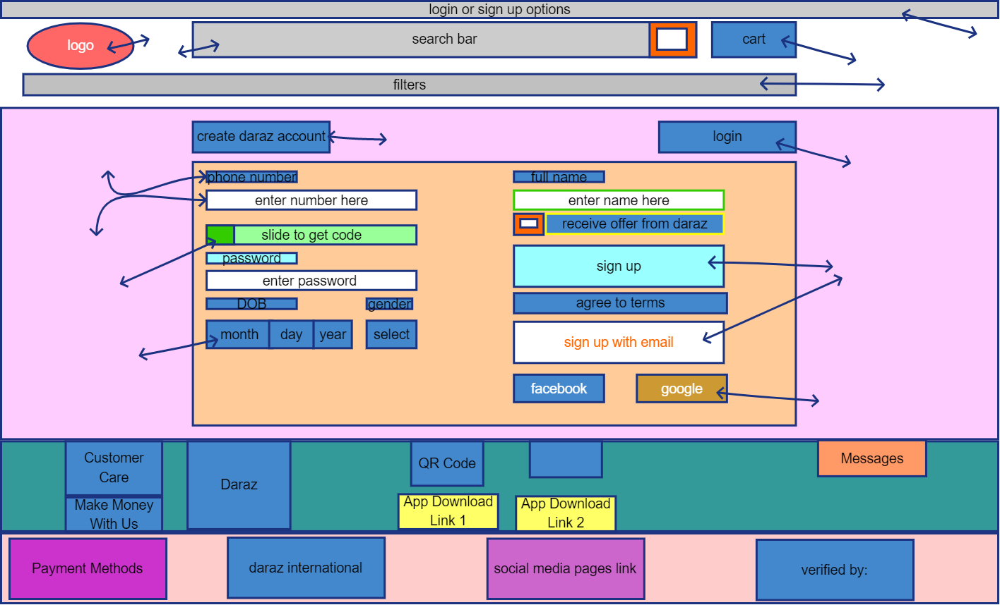 login or sign up options
logo
search bar
cart
filters
create daraz account
login
phone number
full name
enter number here
enter name here
slide to get code
receive offer from daraz
password
sign up
enter password
DOB
gender
agree to terms
month
day
year
select
sign up with email
facebook
google
Customer
Care
Make Money
With Us
Daraz
QR Code
App Download
Link 1
App Download
Link 2
Messages
Payment Methods
daraz international
social media pages link
verified by: